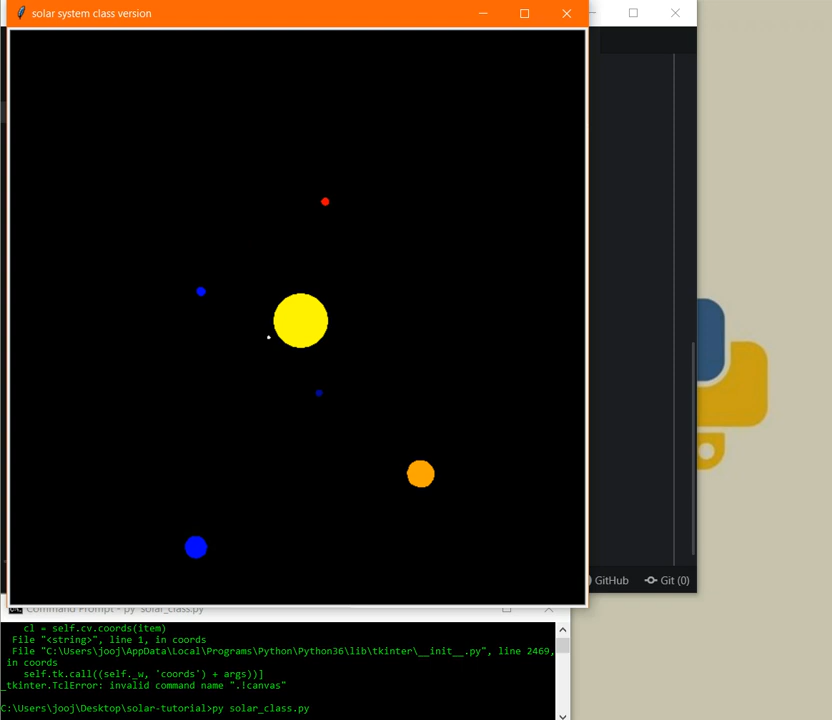 solar system class version
GitHub
Git (0)
Command Prompt - py solar_class.py
cl = self.cv.coords(item)
File "<string>", line 1, in coords
File "C:\Users\jooj\AppData\Local\Programs\Python\Python36\lib\tkinter\__init__.py", line 2469,
in coords
self.tk.call((self._w, 'coords') + args))]
_tkinter.TclError: invalid command name ".!canvas"
C:\Users\jooj\Desktop\solar-tutorial>py solar_class.py